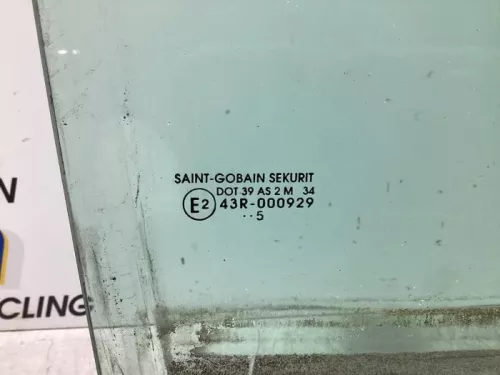 SAINT-GOBAIN SEKURIT
DOT 39 AS 2 M 34
E2 43R-000929
··5
N
CLING